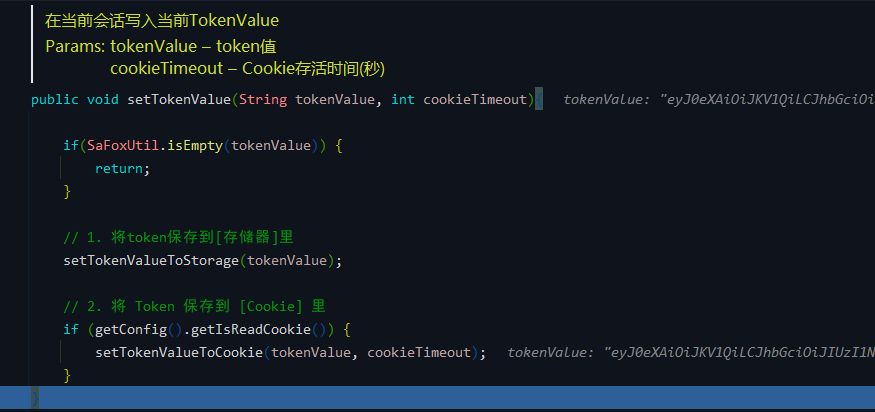 在当前会话写入当前TokenValue
Params: tokenValue – token值
cookieTimeout – Cookie存活时间(秒)
public void setTokenValue(String tokenValue, int cookieTimeout){   tokenValue: "eyJ0eXAiOiJKV1QiLCJhbGciOi
if(SaFoxUtil.isEmpty(tokenValue)) {
return;
}
// 1. 将token保存到[存储器]里
setTokenValueToStorage(tokenValue);
// 2. 将 Token 保存到 [Cookie] 里
if (getConfig().getIsReadCookie()) {
setTokenValueToCookie(tokenValue, cookieTimeout);   tokenValue: "eyJ0eXAiOiJKV1QiLCJhbGciOiJIUzI1N
}
}